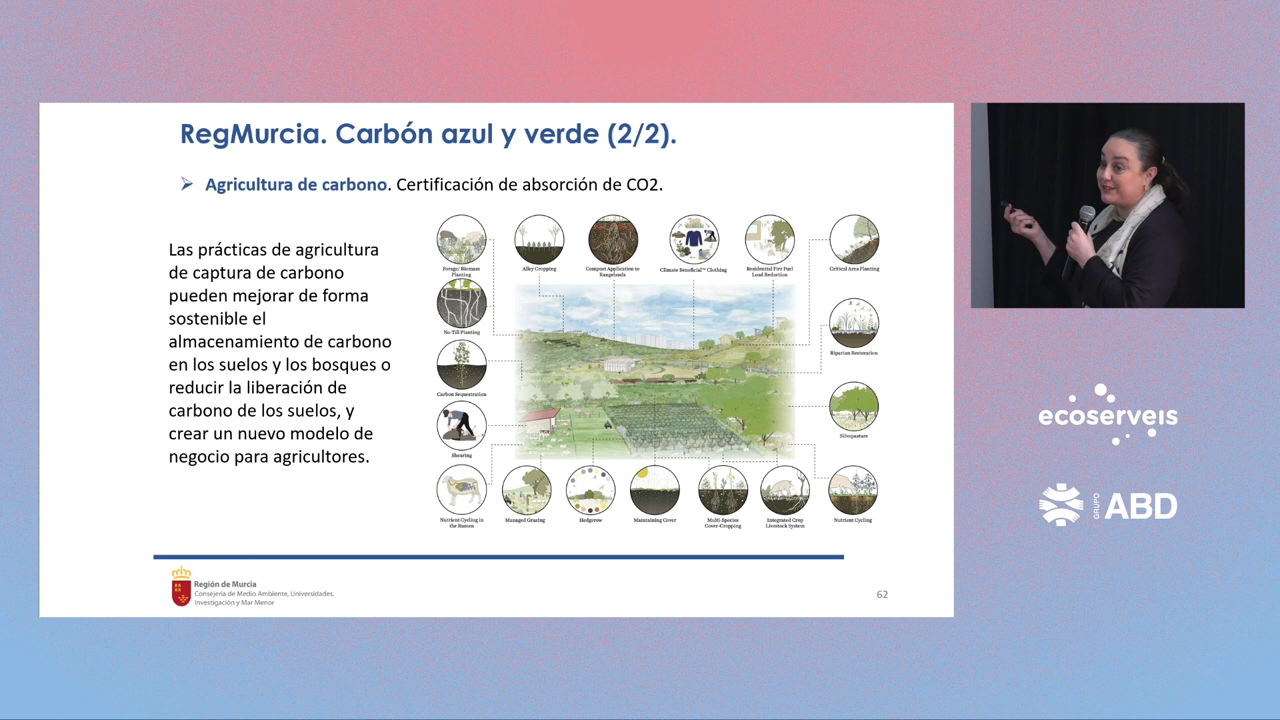 RegMurcia. Carbón azul y verde (2/2).
➢ Agricultura de carbono. Certificación de absorción de CO2.
Las prácticas de agricultura
de captura de carbono
pueden mejorar de forma
sostenible el
almacenamiento de carbono
en los suelos y los bosques o
reducir la liberación de
carbono de los suelos, y
crear un nuevo modelo de
negocio para agricultores.
Forage/ Biomass
Planting
Alley Cropping
Compost Application to
Rangelands
Climate Beneficial™ Clothing
Residential Fire Fuel
Load Reduction
Critical Area Planting
No-Till Planting
Riparian Restoration
Carbon Sequestration
Silvopasture
Shearing
Nutrient Cycling in
the Rumen
Managed Grazing
Hedgerow
Maintaining Cover
Multi-Species
Cover-Cropping
Integrated Crop
Livestock System
Nutrient Cycling
Región de Murcia
Consejería de Medio Ambiente, Universidades,
Investigación y Mar Menor
62
ecoserveis
GRUPO ABD